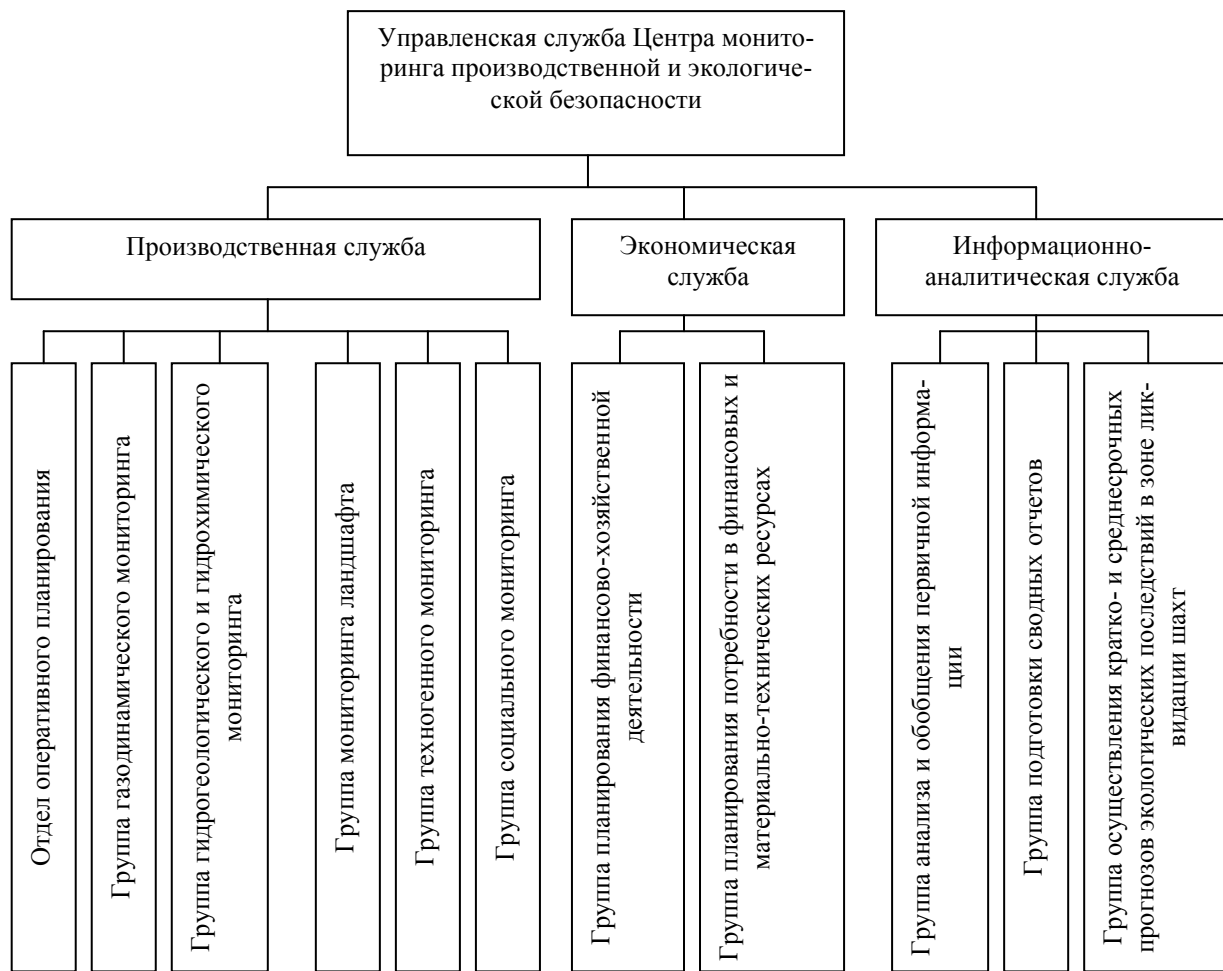 Управленская служба Центра монито-
ринга производственной и экологиче-
ской безопасности
Производственная служба
Экономическая
служба
Информационно-
аналитическая служба
Отдел оперативного планирования
Группа газодинамического мониторинга
Группа гидрогеологического и гидрохимического
мониторинга
Группа мониторинга ландшафта
Группа техногенного мониторинга
Группа социального мониторинга
Группа планирования финансово-хозяйственной
деятельности
Группа планирования потребности в финансовых и
материально-технических ресурсах
Группа анализа и обобщения первичной информа-
ции
Группа подготовки сводных отчетов
Группа осуществления кратко- и среднесрочных
прогнозов экологических последствий в зоне лик-
видации шахт